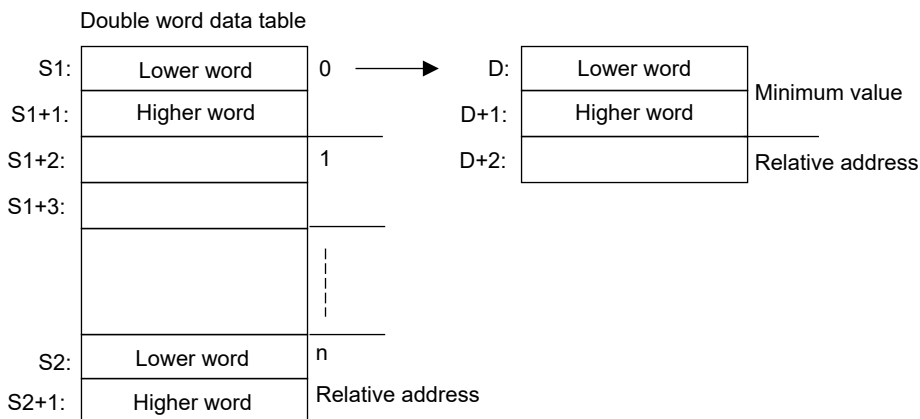 Double word data table
S1: Lower word 0 D: Lower word
Minimum value
S1+1: Higher word D+1: Higher word
S1+2: 1 D+2: Relative address
S1+3:
S2: Lower word n
S2+1: Higher word Relative address